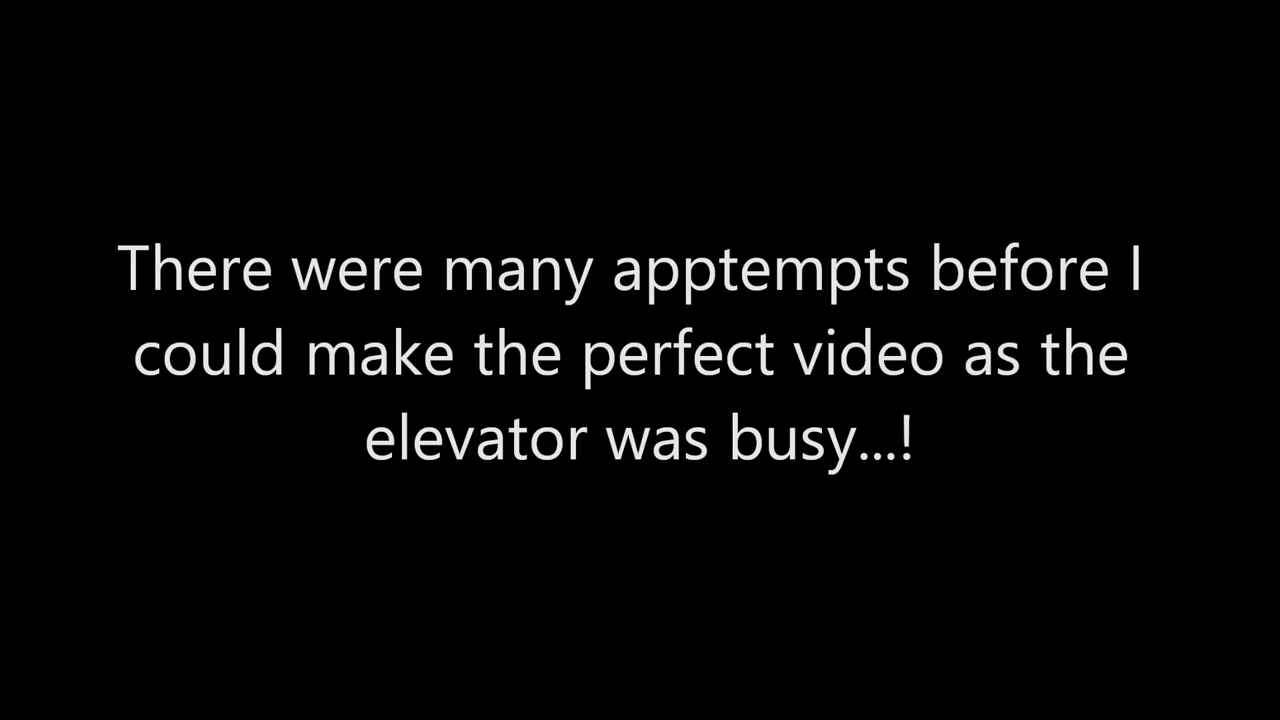 There were many apptempts before I
could make the perfect video as the
elevator was busy...!